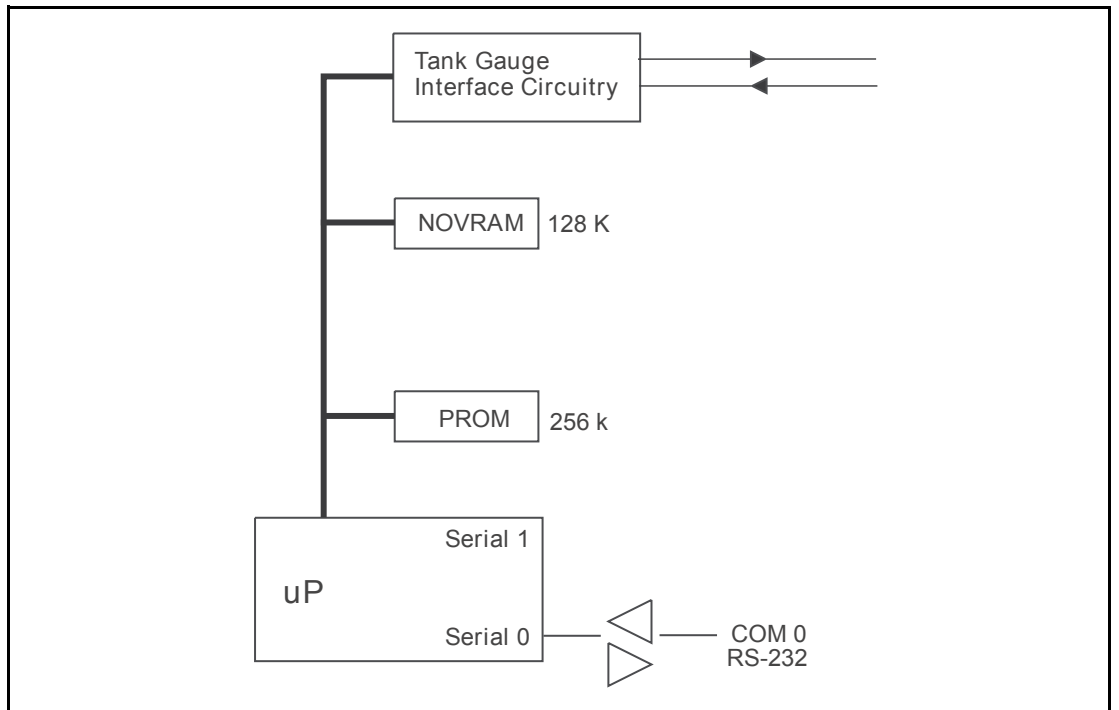 Tank Gauge
Interface Circuitry
NOVRAM
128 K
PROM
256 k
Serial 1
uP
Serial 0
COM 0
RS-232